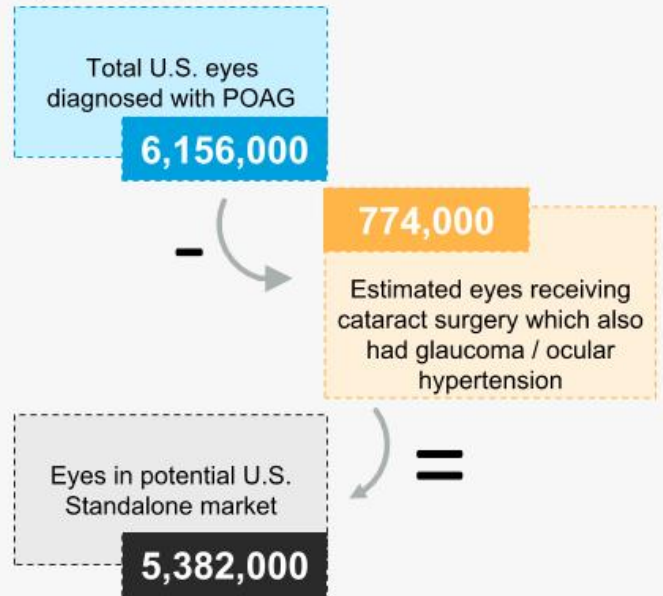 Total U.S. eyes
diagnosed with POAG
6,156,000
-
774,000
Estimated eyes receiving
cataract surgery which also
had glaucoma / ocular
hypertension
=
Eyes in potential U.S.
Standalone market
5,382,000